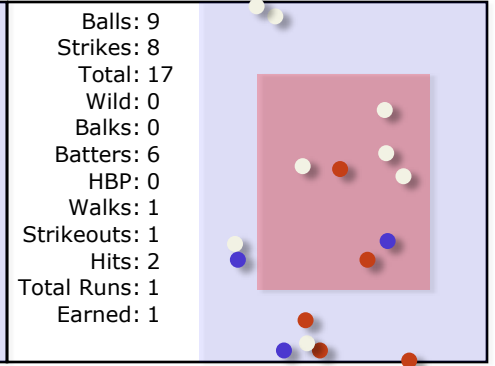 Balls: 9
Strikes: 8
Total: 17
Wild: 0
Balks: 0
Batters: 6
HBP: 0
Walks: 1
Strikeouts: 1
Hits: 2
Total Runs: 1
Earned: 1